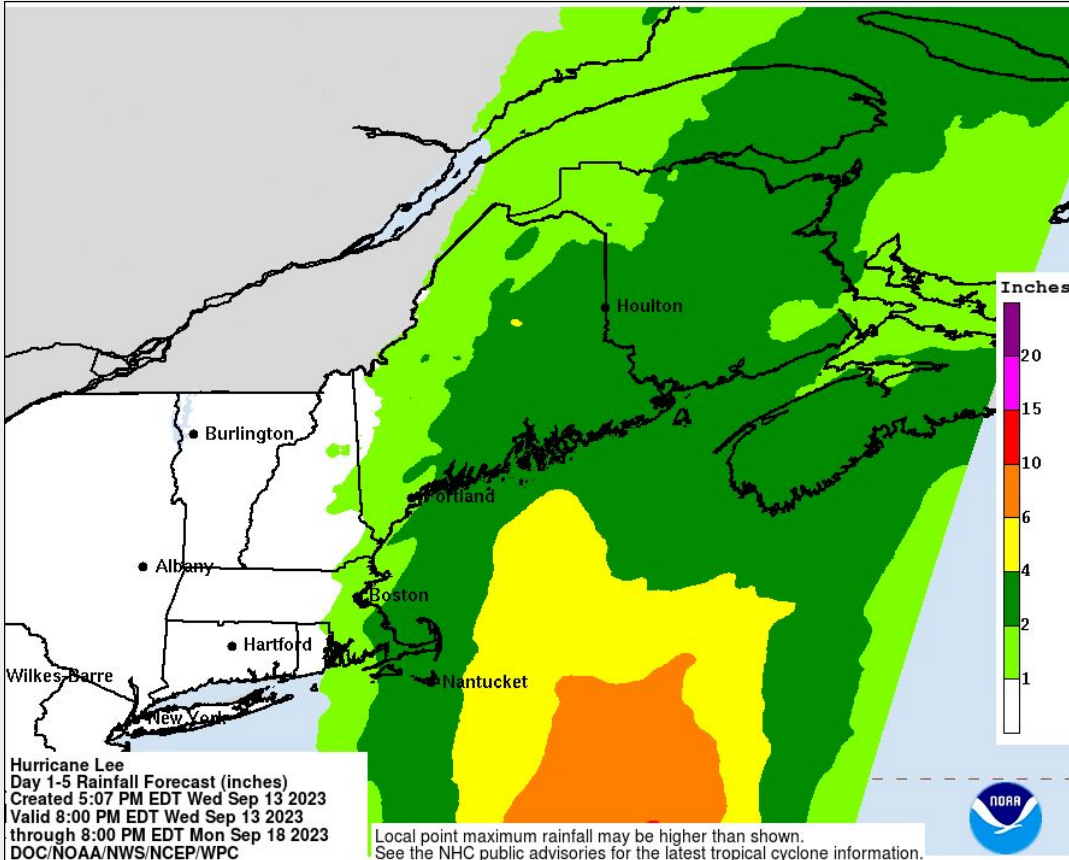 Inches
Houlton
20
15
10
6
4
2
1
Burlington
Portland
Albany
Boston
Hartford
Wilkes-Barre
Nantucket
New York
Hurricane Lee
Day 1-5 Rainfall Forecast (inches)
Created 5:07 PM EDT Wed Sep 13 2023
Valid 8:00 PM EDT Wed Sep 13 2023
through 8:00 PM EDT Mon Sep 18 2023
DOC/NOAA/NWS/NCEP/WPC
Local point maximum rainfall may be higher than shown.
See the NHC public advisories for the latest tropical cyclone information.
NOAA